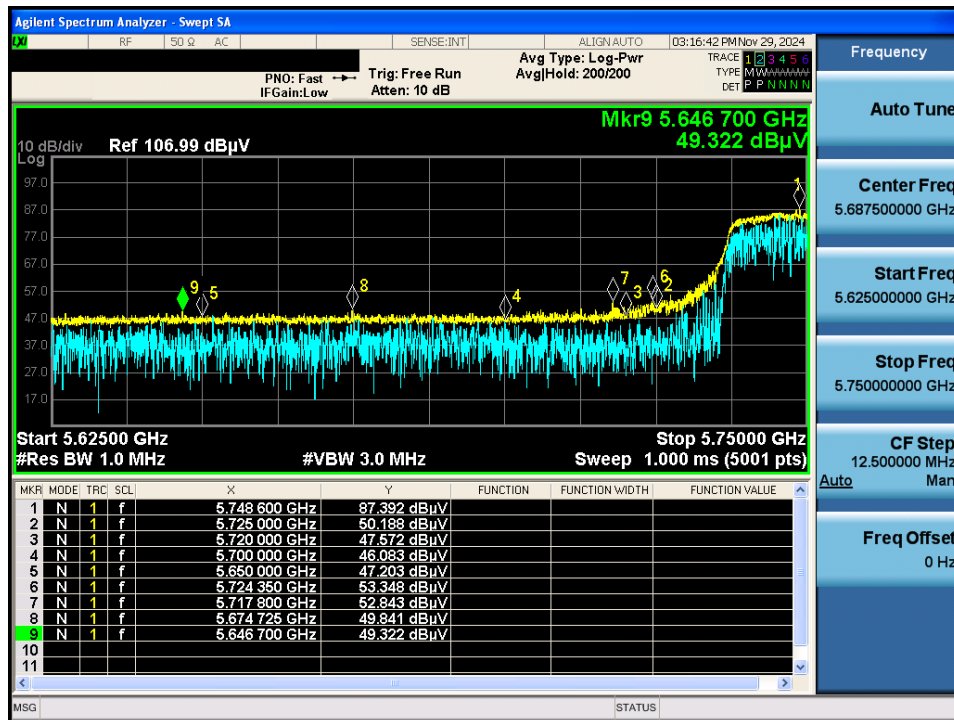 Agilent Spectrum Analyzer - Swept SA
LXI RF 50 Ω AC SENSE:INT ALIGN AUTO 03:16:42 PM Nov 29, 2024
Frequency
PNO: Fast Trig: Free Run Avg Type: Log-Pwr TRACE 1 2 3 4 5 6
IFGain:Low Atten: 10 dB Avg|Hold: 200/200 TYPE M WWWWW
DET P P N N N N
Mkr9 5.646 700 GHz
49.322 dBµV
10 dB/div Ref 106.99 dBµV
Log
97.0
87.0
77.0
67.0
57.0
47.0
37.0
27.0
17.0
1
9 5 8 4 7 3 6 2
Start 5.62500 GHz Stop 5.75000 GHz
#Res BW 1.0 MHz #VBW 3.0 MHz Sweep 1.000 ms (5001 pts)
MKR MODE TRC SCL X Y FUNCTION FUNCTION WIDTH FUNCTION VALUE
1 N 1 f 5.748 600 GHz 87.392 dBµV
2 N 1 f 5.725 000 GHz 50.188 dBµV
3 N 1 f 5.720 000 GHz 47.572 dBµV
4 N 1 f 5.700 000 GHz 46.083 dBµV
5 N 1 f 5.650 000 GHz 47.203 dBµV
6 N 1 f 5.724 350 GHz 53.348 dBµV
7 N 1 f 5.717 800 GHz 52.843 dBµV
8 N 1 f 5.674 725 GHz 49.841 dBµV
9 N 1 f 5.646 700 GHz 49.322 dBµV
10
11
MSG STATUS
Auto Tune
Center Freq
5.687500000 GHz
Start Freq
5.625000000 GHz
Stop Freq
5.750000000 GHz
CF Step
12.500000 MHz
Auto Man
Freq Offset
0 Hz